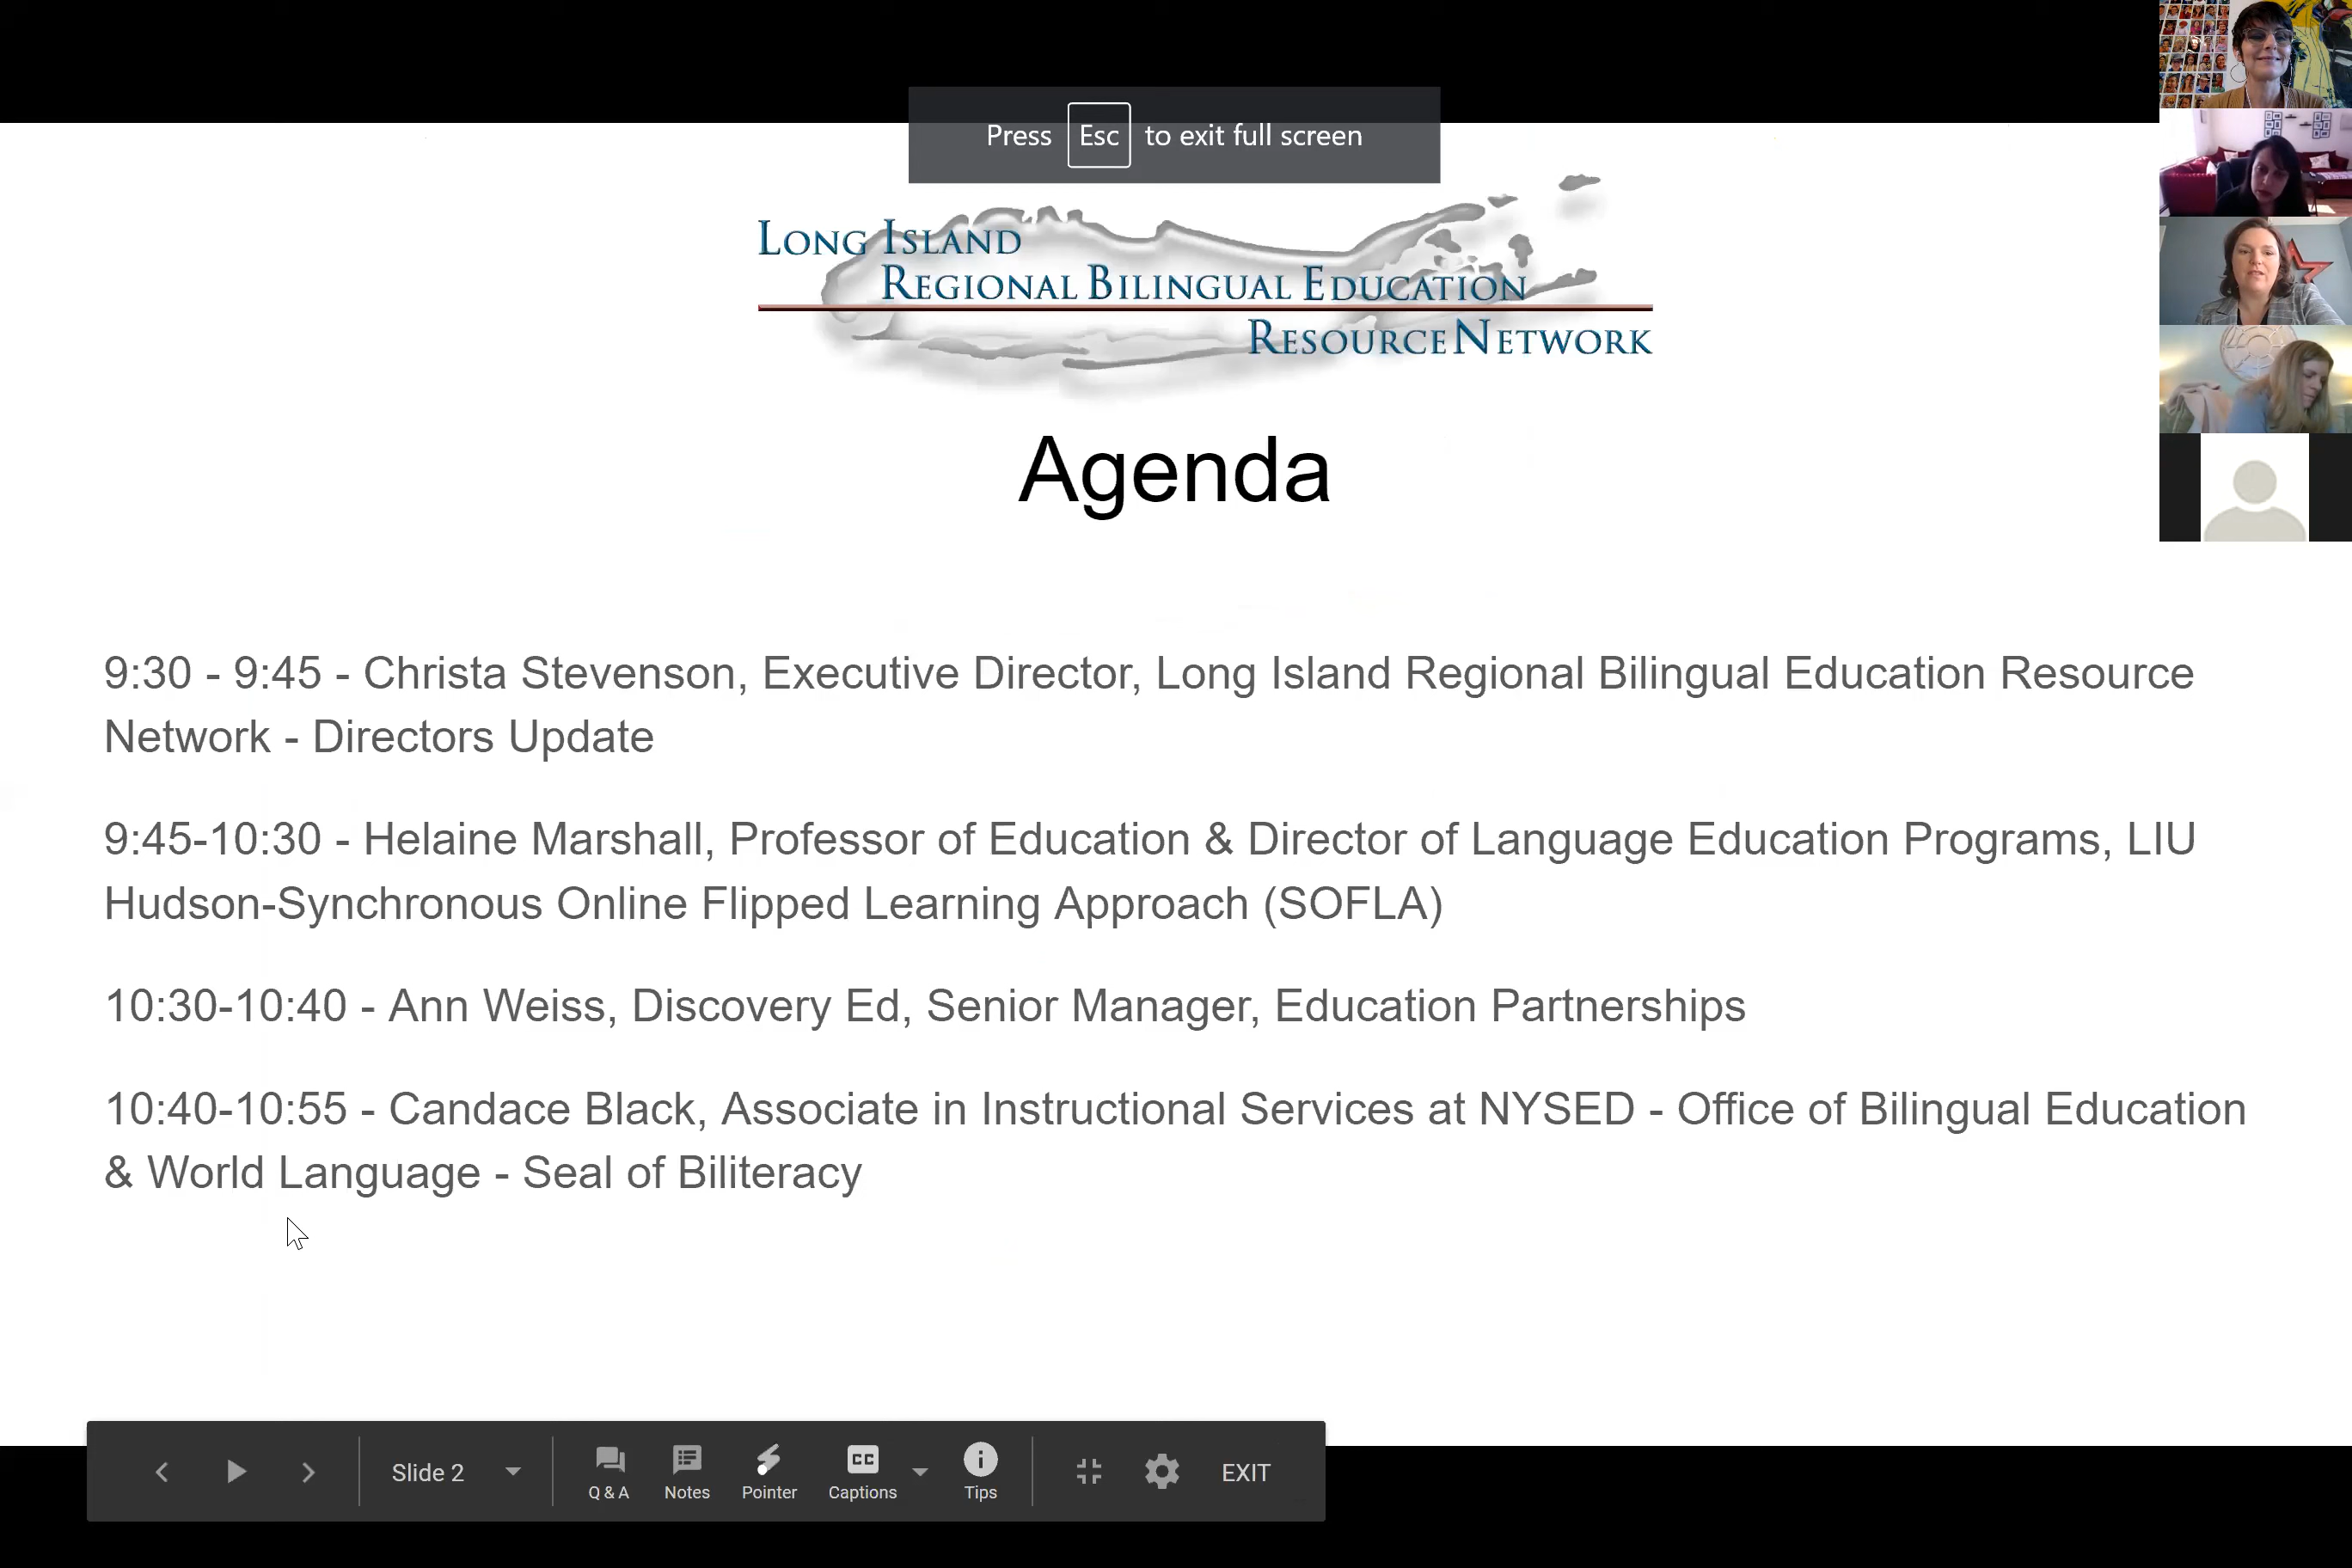 Press Esc to exit full screen
LONG ISLAND
REGIONAL BILINGUAL EDUCATION
RESOURCE NETWORK
Agenda
9:30 - 9:45 - Christa Stevenson, Executive Director, Long Island Regional Bilingual Education Resource
Network - Directors Update
9:45-10:30 - Helaine Marshall, Professor of Education & Director of Language Education Programs, LIU
Hudson-Synchronous Online Flipped Learning Approach (SOFLA)
10:30-10:40 - Ann Weiss, Discovery Ed, Senior Manager, Education Partnerships
10:40-10:55 - Candace Black, Associate in Instructional Services at NYSED - Office of Bilingual Education
& World Language - Seal of Biliteracy
Slide 2
Q & A
Notes
Pointer
CC
Captions
Tips
EXIT